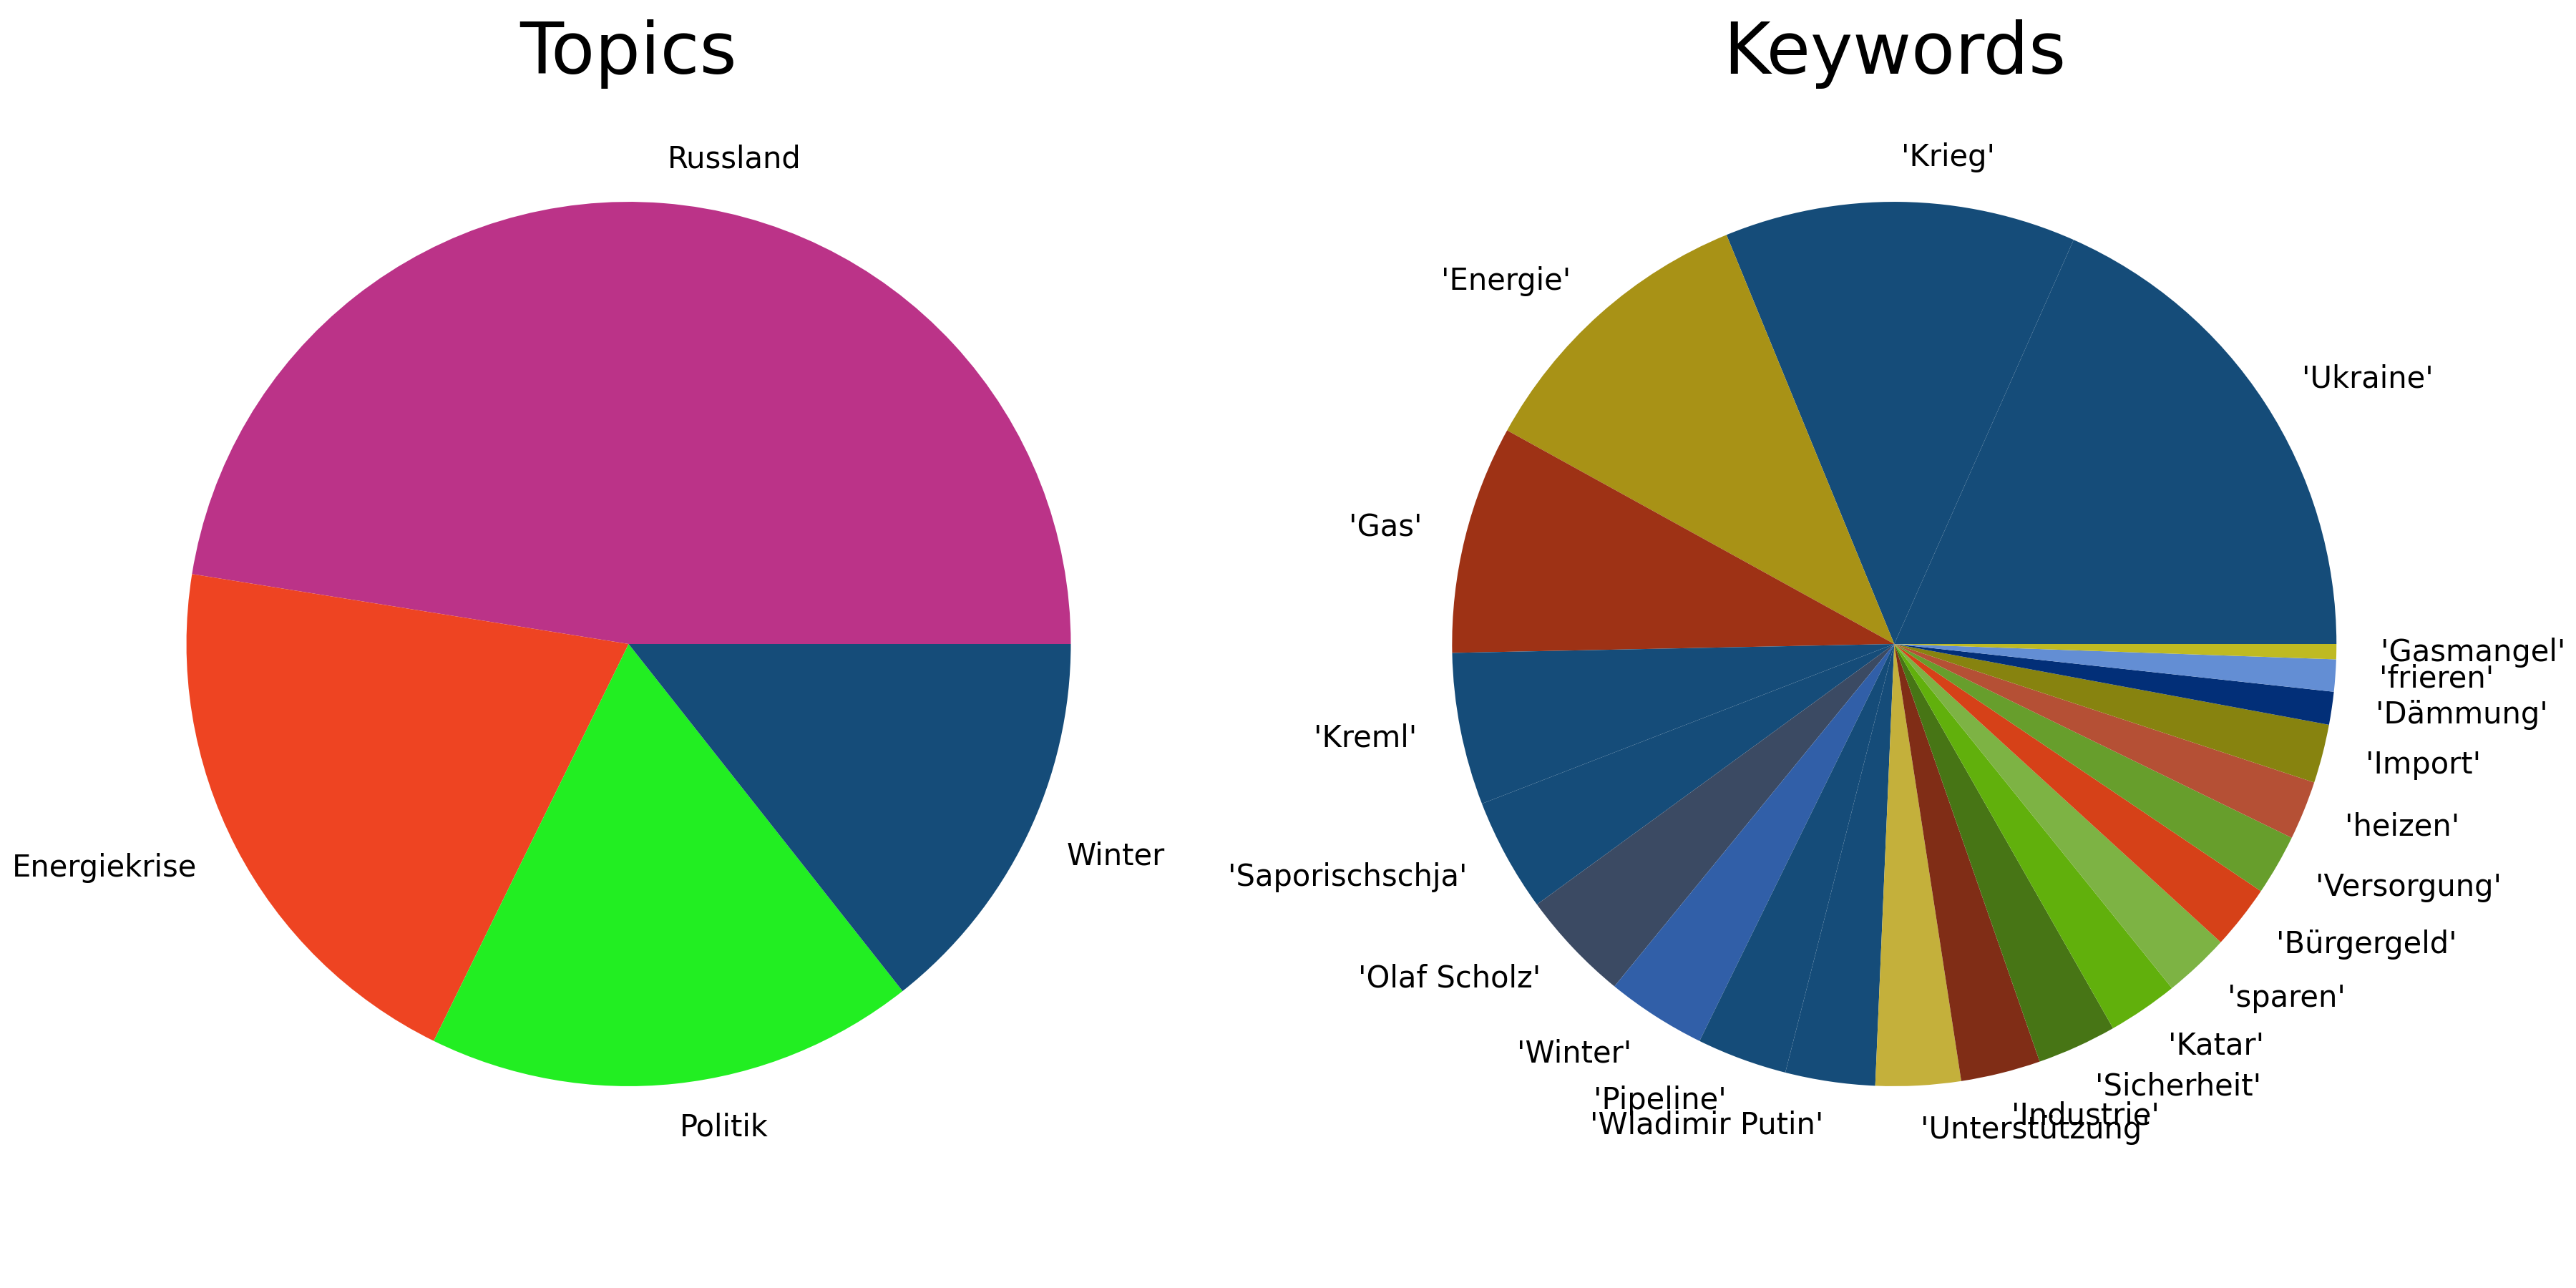 Topics
Keywords
Russland
Energiekrise
Politik
Winter
'Krieg'
'Energie'
'Ukraine'
'Gas'
'Kreml'
'Saporischschja'
'Olaf Scholz'
'Winter'
'Pipeline'
'Wladimir Putin'
'Unterstützung'
'Industrie'
'Sicherheit'
'Katar'
'sparen'
'Bürgergeld'
'Versorgung'
'heizen'
'Import'
'Dämmung'
'frieren'
'Gasmangel'